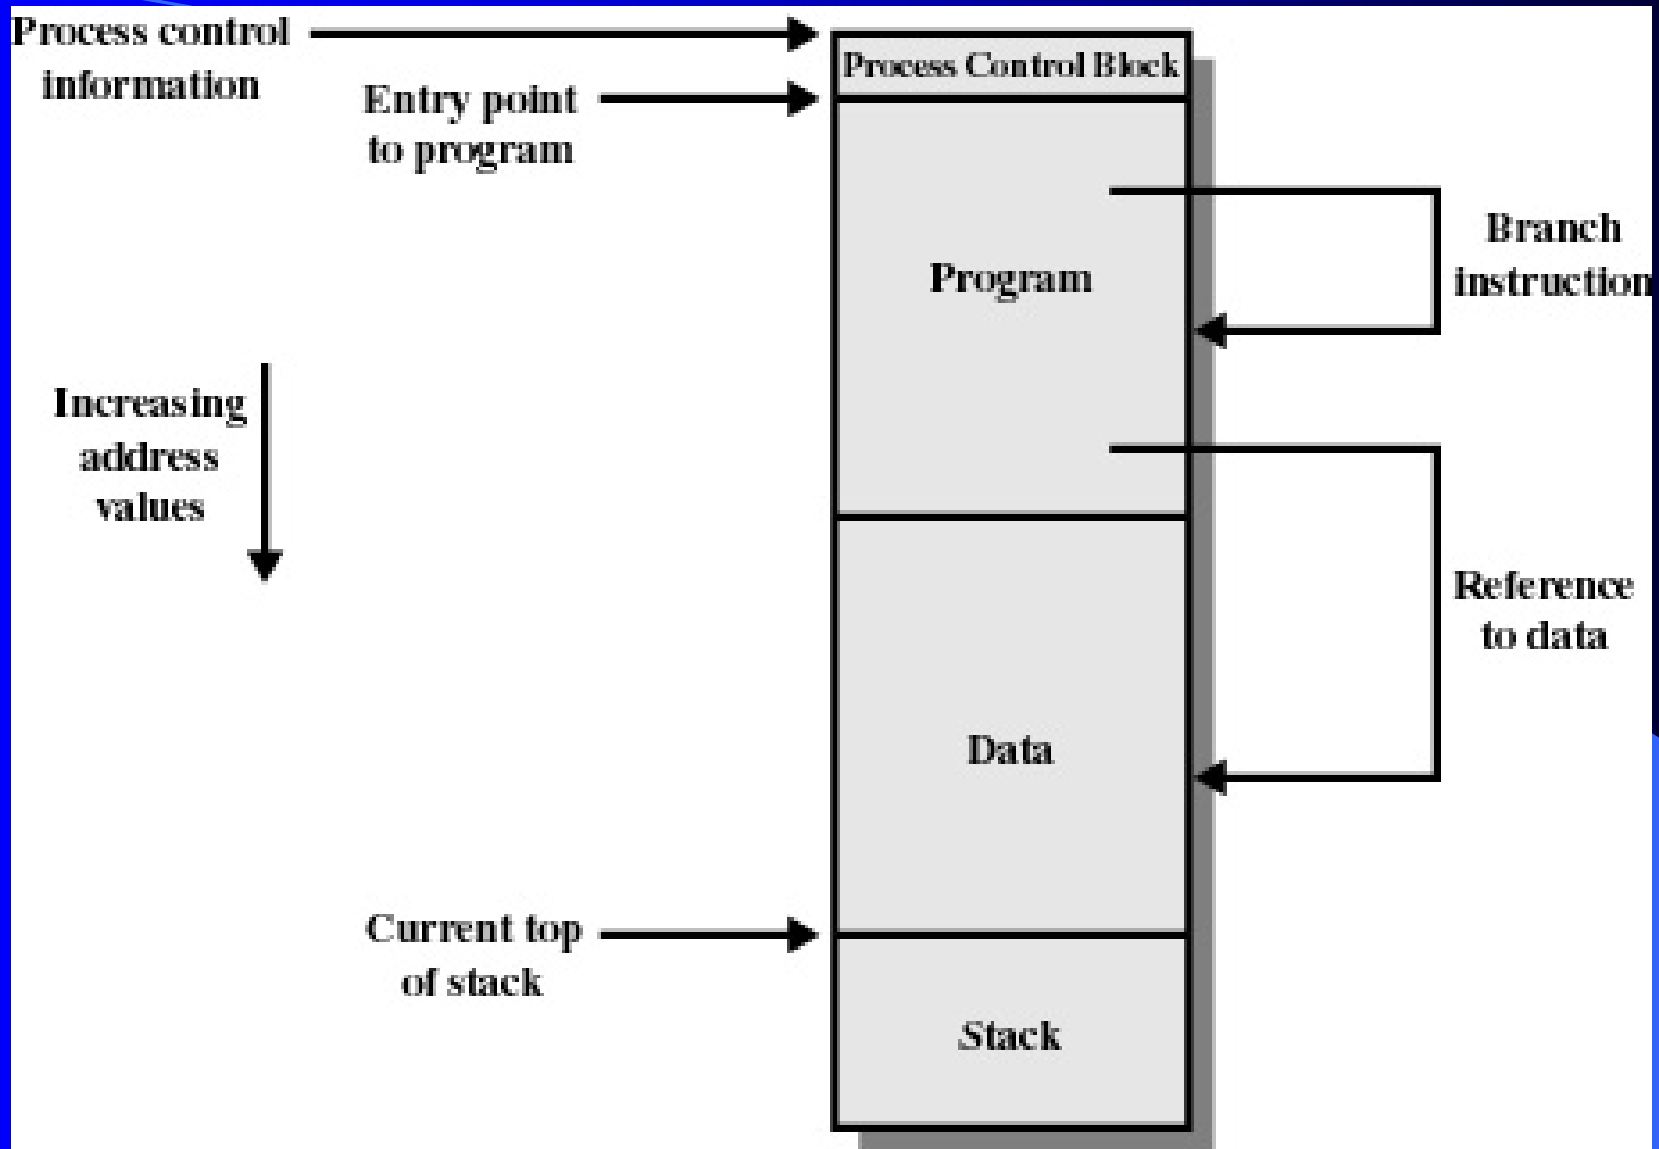 Process control
information
Process Control Block
Entry point
to program
Branch
instruction
Program
Increasing
address
values
Reference
to data
Data
Current top
of stack
Stack